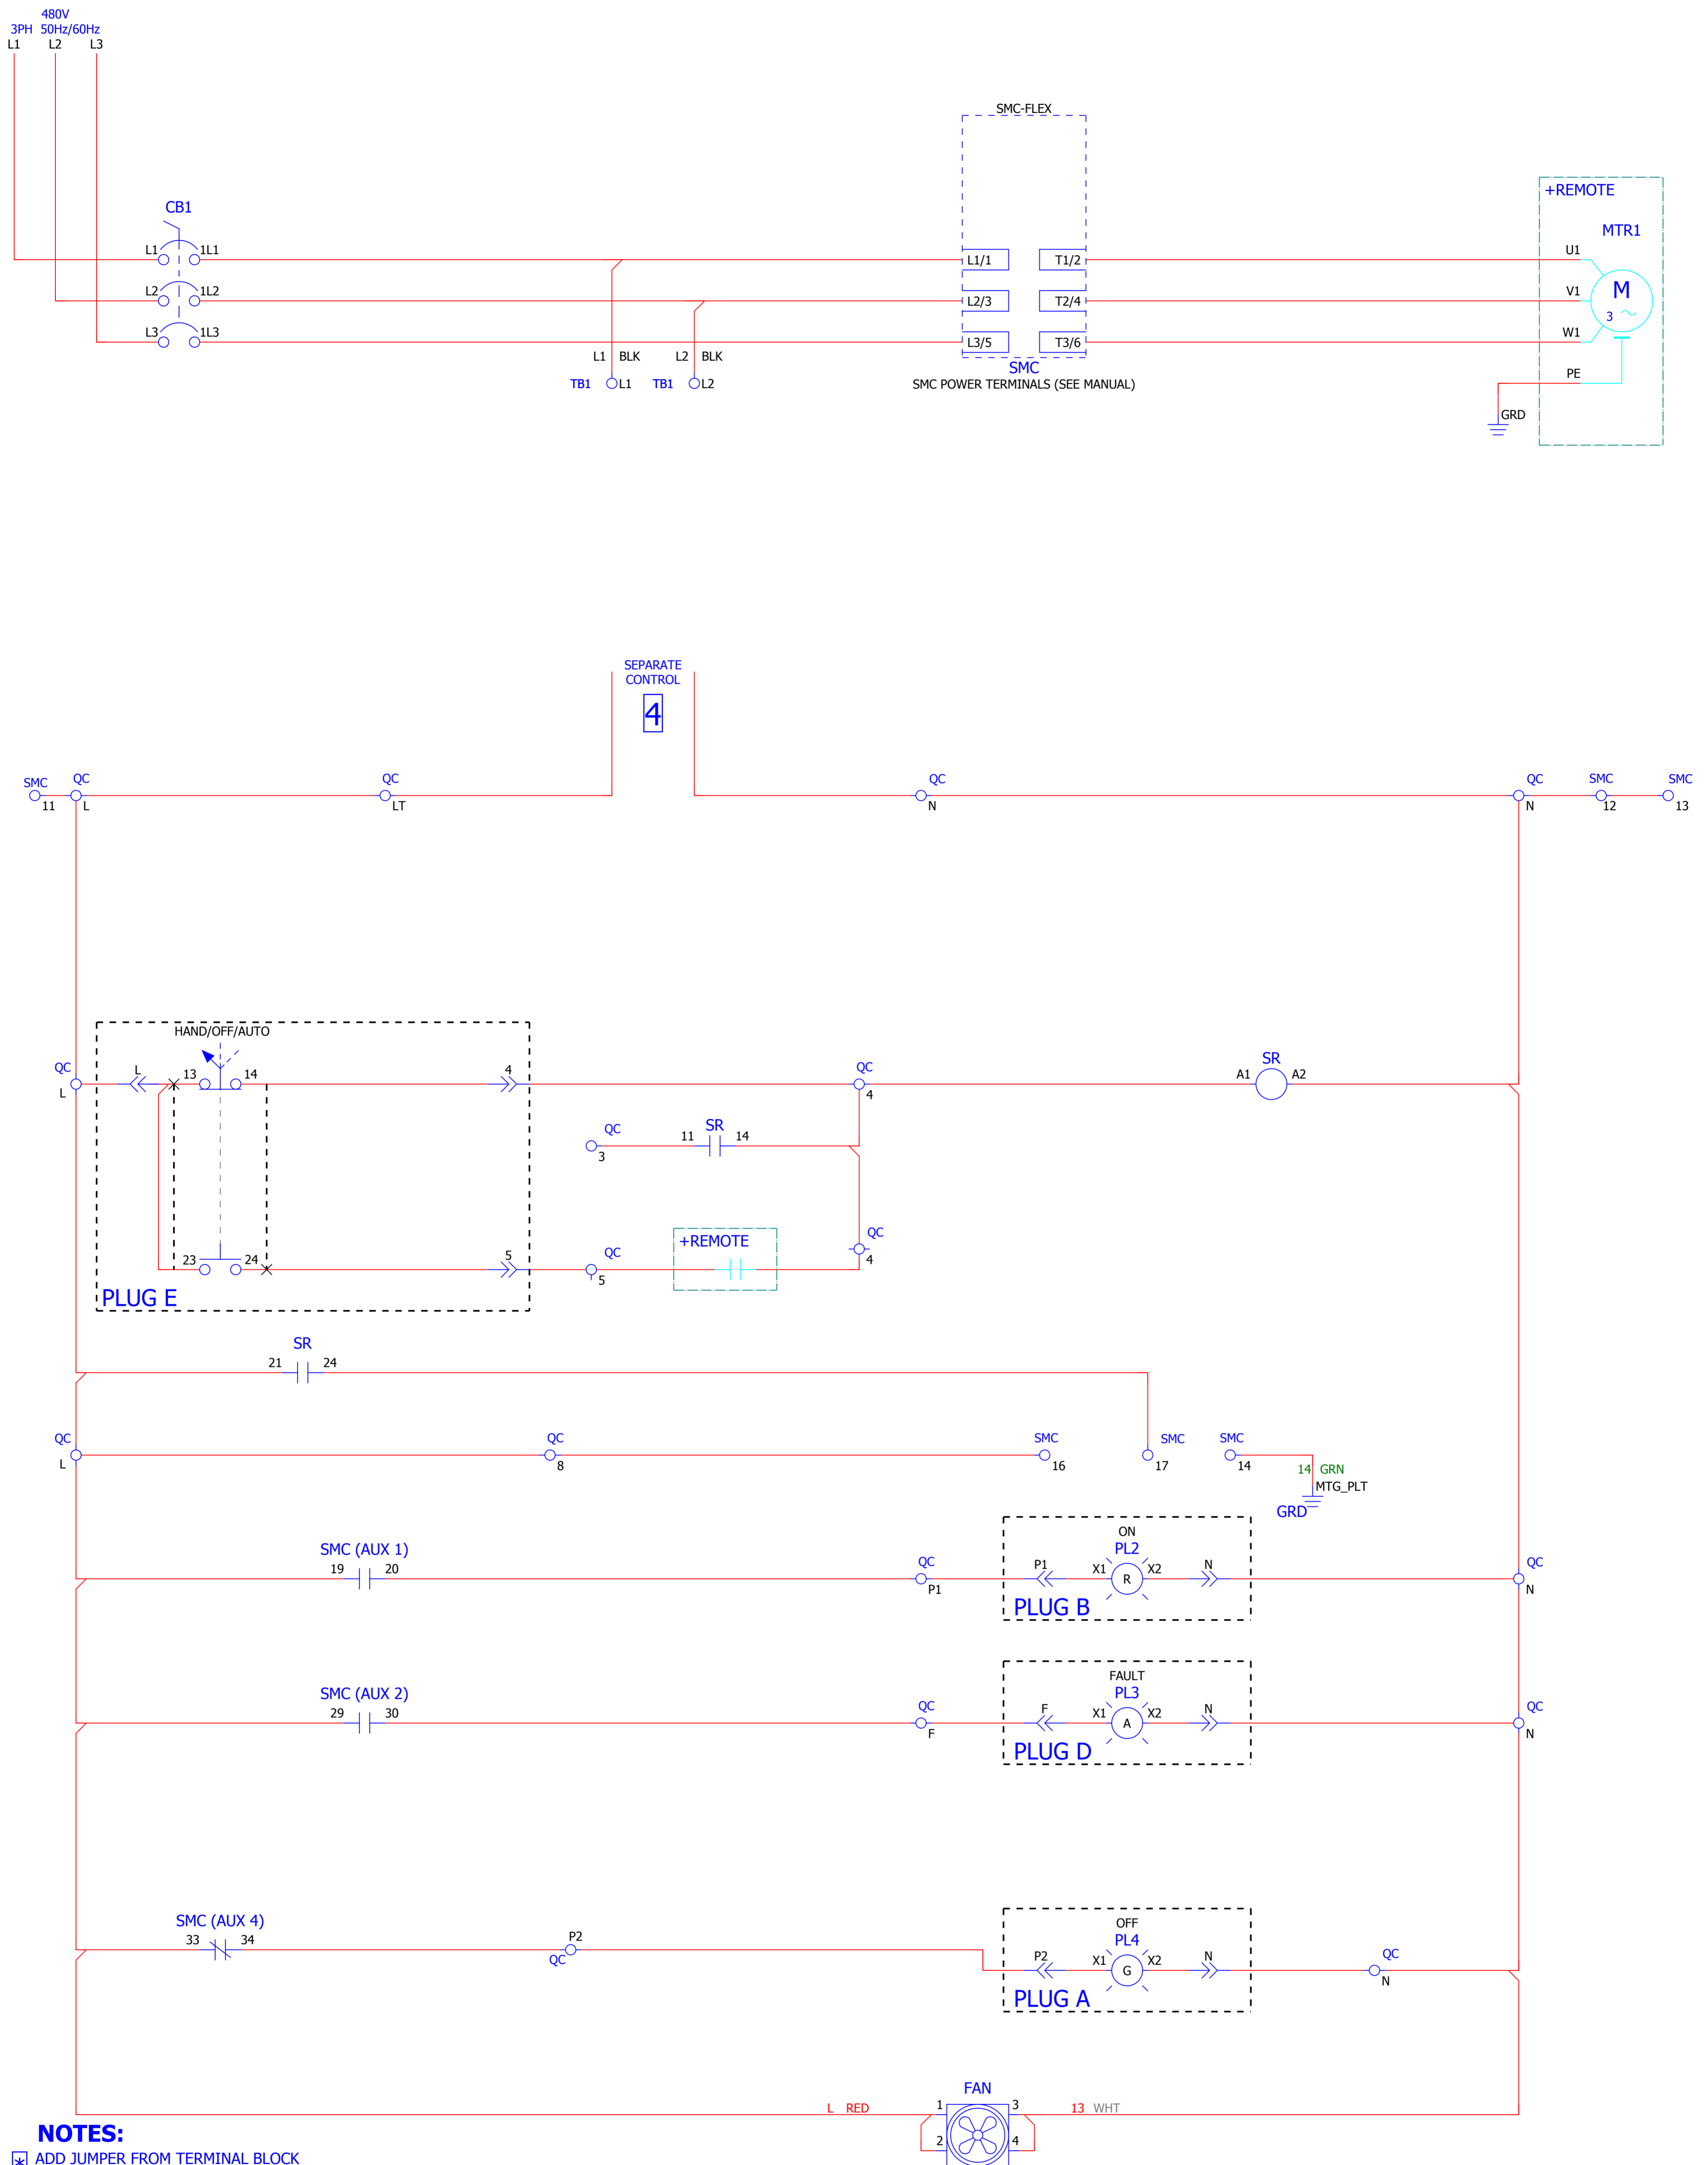 480V
3PH 50Hz/60Hz
L1 L2 L3
SMC-FLEX
+REMOTE
CB1
MTR1
L1 1L1 L1/1 T1/2 U1
L2 1L2 L2/3 T2/4 V1
M
3
L3 1L3 L3/5 T3/6 W1
L1 BLK L2 BLK
SMC
PE
TB1 L1 TB1 L2
SMC POWER TERMINALS (SEE MANUAL)
GRD
SEPARATE
CONTROL
4
SMC QC QC QC QC SMC SMC
11 L LT N N 12 13
HAND/OFF/AUTO
QC L 13 14 4 QC SR
A1 A2
L 4
QC SR
11 14
3
QC
+REMOTE
QC
23 24 5
5 4
PLUG E
SR
21 24
QC QC SMC SMC SMC
L 8 16 17 14
14 GRN
MTG_PLT
GRD
ON
SMC (AUX 1) PL2
19 20 QC P1 X1 R X2 N QC
P1 N
PLUG B
FAULT
SMC (AUX 2) PL3
29 30 QC F X1 A X2 N QC
F N
PLUG D
SMC (AUX 4) OFF
33 34 P2 PL4
QC P2 X1 G X2 N QC
N
PLUG A
FAN
L RED 1 3 13 WHT
2 4
NOTES:
* ADD JUMPER FROM TERMINAL BLOCK